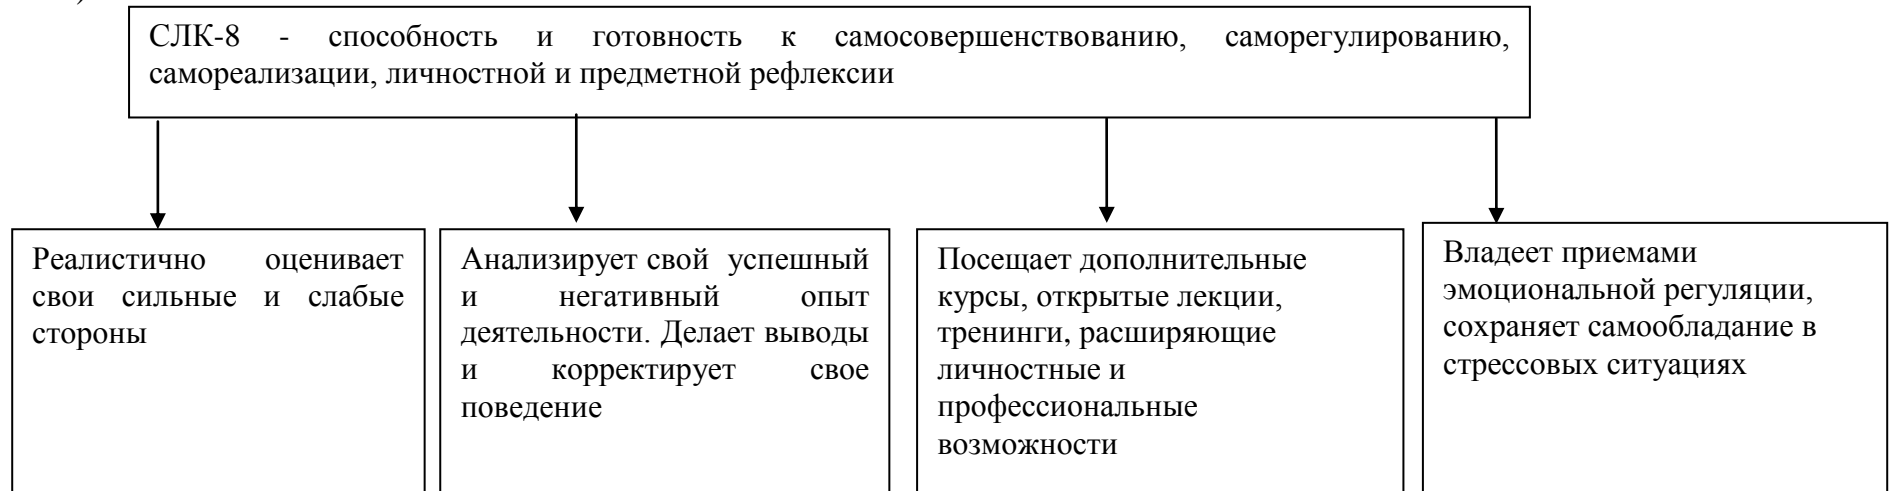 )
СЛК-8 - способность и готовность к самосовершенствованию, саморегулированию,
самореализации, личностной и предметной рефлексии
Реалистично оценивает
свои сильные и слабые
стороны
Анализирует свой успешный
и негативный опыт
деятельности. Делает выводы
и корректирует свое
поведение
Посещает дополнительные
курсы, открытые лекции,
тренинги, расширяющие
личностные и
профессиональные
возможности
Владеет приемами
эмоциональной регуляции,
сохраняет самообладание в
стрессовых ситуациях